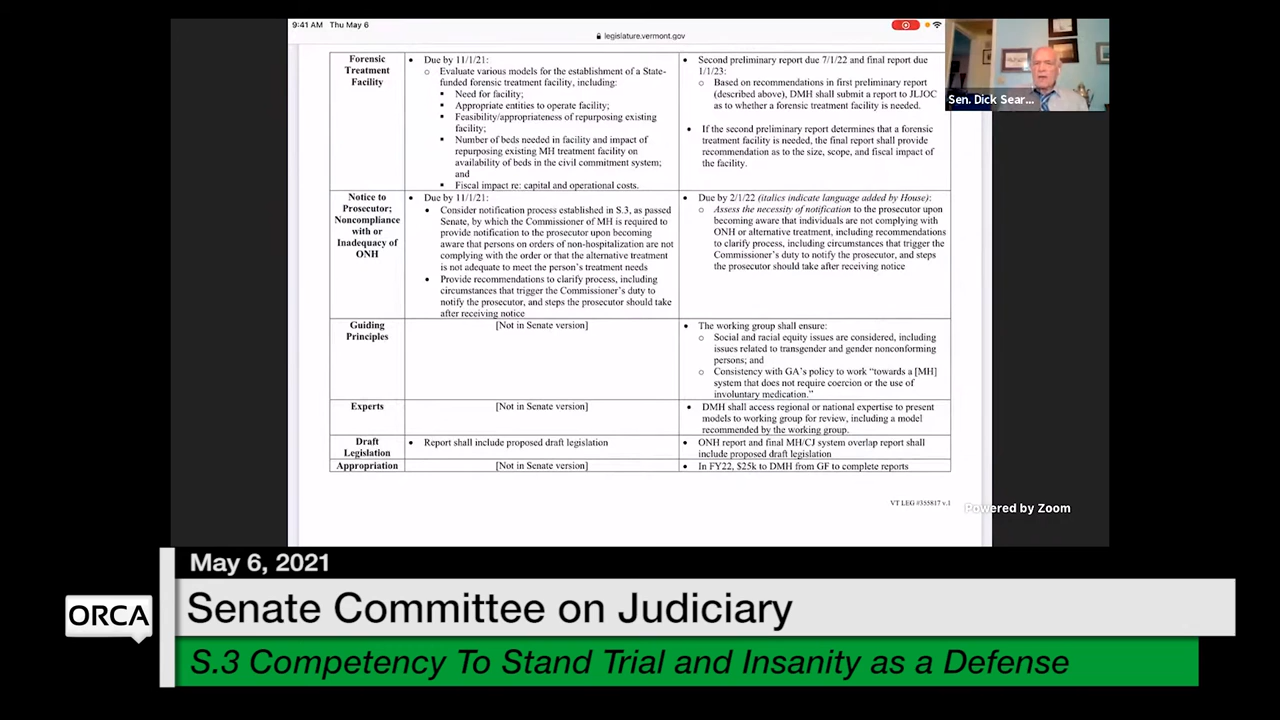 9:41 AM Thu May 6
legislature.vermont.gov
Sen. Dick Sear...
Forensic
Treatment
Facility
• Due by 11/1/21:
○ Evaluate various models for the establishment of a State-
funded forensic treatment facility, including:
▪ Need for facility;
▪ Appropriate entities to operate facility;
▪ Feasibility/appropriateness of repurposing existing
facility;
▪ Number of beds needed in facility and impact of
repurposing existing MH treatment facility on
availability of beds in the civil commitment system;
and
▪ Fiscal impact re: capital and operational costs.
Second preliminary report due 7/1/22 and final report due
1/1/23:
○ Based on recommendations in first preliminary report
(described above), DMH shall submit a report to JLJOC
as to whether a forensic treatment facility is needed.
• If the second preliminary report determines that a forensic
treatment facility is needed, the final report shall provide
recommendation as to the size, scope, and fiscal impact of
the facility.
Notice to
Prosecutor;
Noncompliance
with or
Inadequacy of
ONH
• Due by 11/1/21:
• Consider notification process established in S.3, as passed
Senate, by which the Commissioner of MH is required to
provide notification to the prosecutor upon becoming
aware that persons on orders of non-hospitalization are not
complying with the order or that the alternative treatment
is not adequate to meet the person's treatment needs
• Provide recommendations to clarify process, including
circumstances that trigger the Commissioner's duty to
notify the prosecutor, and steps the prosecutor should take
after receiving notice
• Due by 2/1/22 (italics indicate language added by House):
○ Assess the necessity of notification to the prosecutor upon
becoming aware that individuals are not complying with
ONH or alternative treatment, including recommendations
to clarify process, including circumstances that trigger the
Commissioner's duty to notify the prosecutor, and steps
the prosecutor should take after receiving notice
Guiding
Principles
[Not in Senate version]
• The working group shall ensure:
○ Social and racial equity issues are considered, including
issues related to transgender and gender nonconforming
persons; and
○ Consistency with GA's policy to work "towards a [MH]
system that does not require coercion or the use of
involuntary medication."
Experts
[Not in Senate version]
• DMH shall access regional or national expertise to present
models to working group for review, including a model
recommended by the working group.
Draft
Legislation
• Report shall include proposed draft legislation
• ONH report and final MH/CJ system overlap report shall
include proposed draft legislation
Appropriation
[Not in Senate version]
• In FY22, $25k to DMH from GF to complete reports
VT LEG #355817 v.1
Powered by Zoom
May 6, 2021
ORCA
Senate Committee on Judiciary
S.3 Competency To Stand Trial and Insanity as a Defense